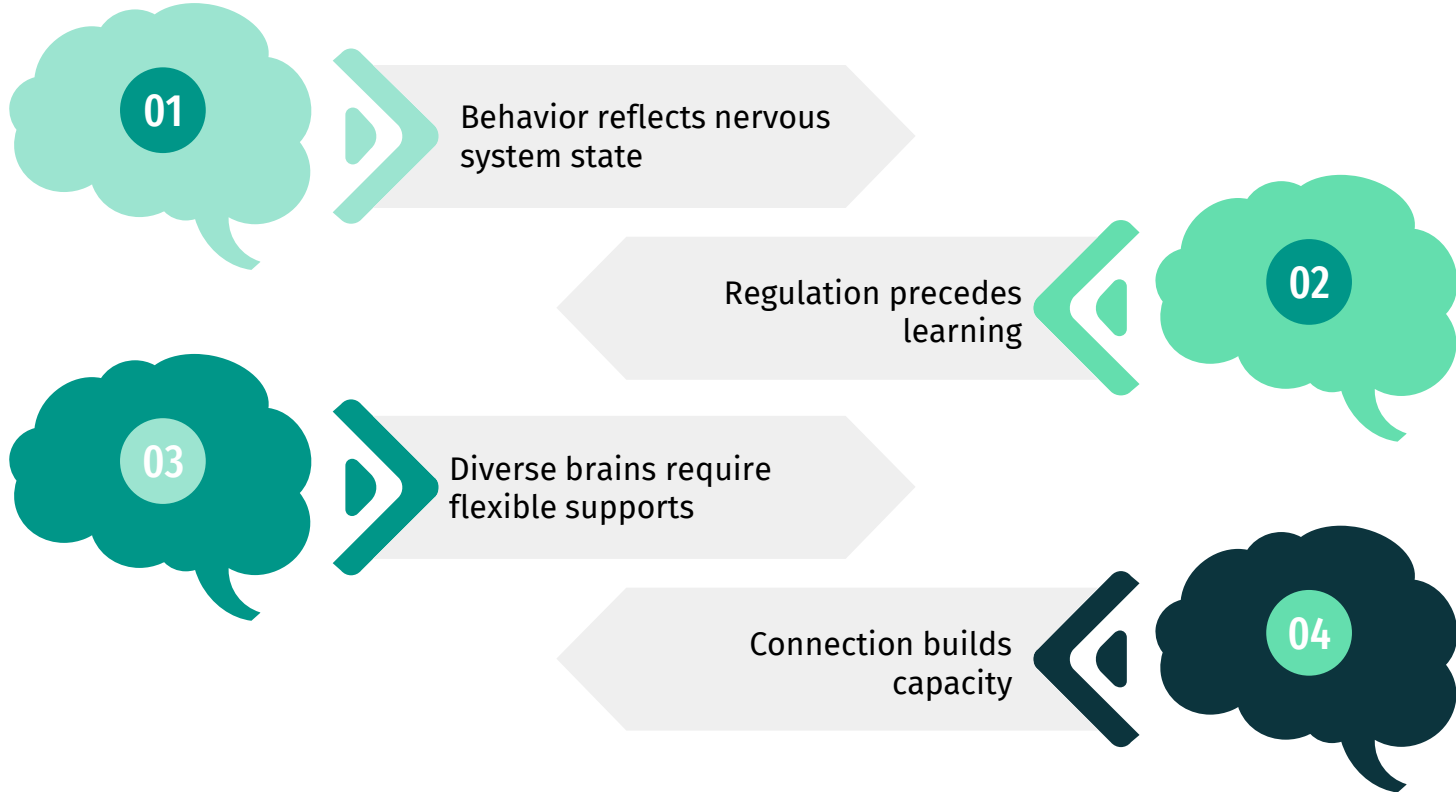 01
Behavior reflects nervous
system state
02
Regulation precedes
learning
03
Diverse brains require
flexible supports
04
Connection builds
capacity